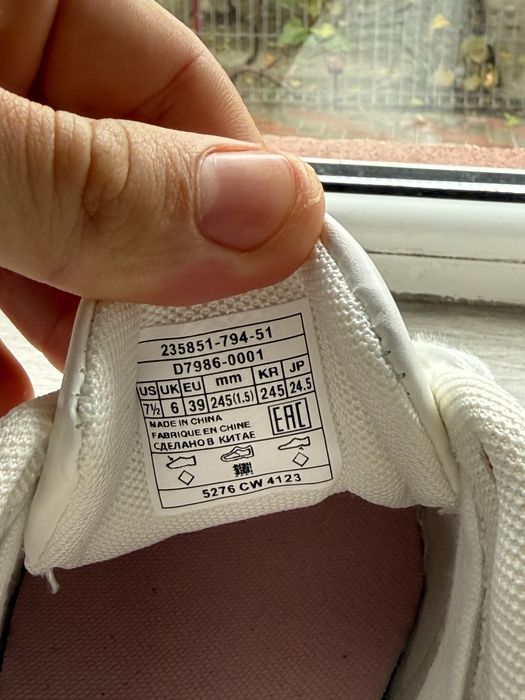 235851-794-51
D7986-0001
US UK EU mm KR JP
7½ 6 39 245(1.5) 245 24.5
MADE IN CHINA
FABRIQUE EN CHINE
СДЕЛАНО В КИТАЕ
EAC
5276 CW 4123